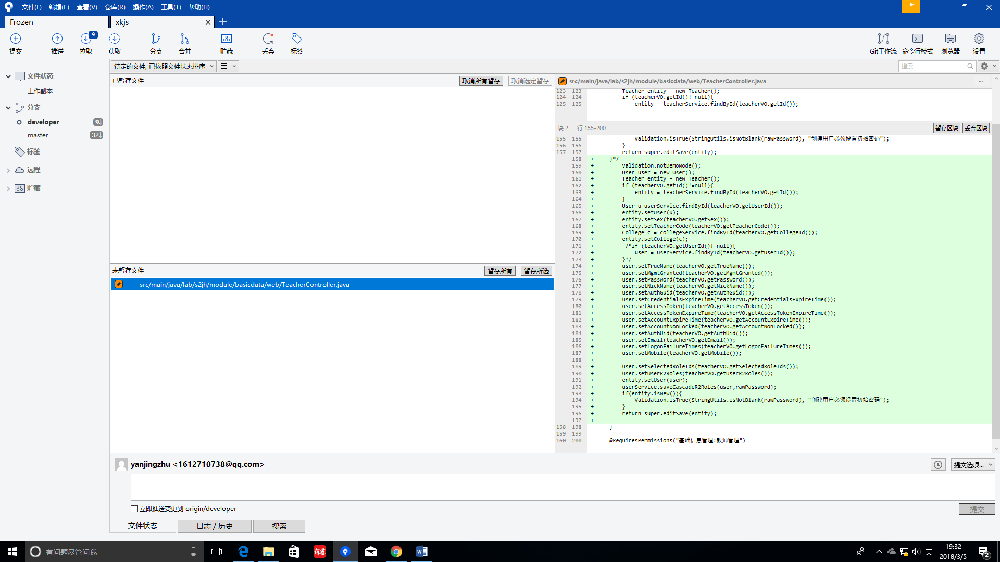 文件(F) 编辑(E) 查看(V) 仓库(R) 操作(A) 工具(T) 帮助(H)
Frozen
xkjs
9
提交 推送 拉取 获取 分支 合并 贮藏 丢弃 标签
Git工作流 命令行模式 浏览器 设置
文件状态
工作副本
分支
developer 9
master 32
标签
远程
贮藏
待定的文件, 已依照文件状态排序
搜索
已暂存文件
取消所有暂存 取消选定暂存
未暂存文件
暂存所有 暂存所选
src/main/java/lab/s2jh/module/basicdata/web/TeacherController.java
src/main/java/lab/s2jh/module/basicdata/web/TeacherController.java ...
123 123 Teacher entity = new Teacher();
124 124 if (teacherVO.getId()!=null){
125 125 entity = teacherService.findById(teacherVO.getId());
块 2： 行 155-200
暂存区块 丢弃区块
155 155 Validation.isTrue(StringUtils.isNotBlank(rawPassword), "创建用户必须设置初始密码");
156 156 }
157 157 return super.editSave(entity);
158 + }*/
159 + Validation.notDemoMode();
160 + User user = new User();
161 + Teacher entity = new Teacher();
162 + if (teacherVO.getId()!=null){
163 + entity = teacherService.findById(teacherVO.getId());
164 + }
165 + User u=userService.findById(teacherVO.getUserId());
166 + entity.setUser(u);
167 + entity.setSex(teacherVO.getSex());
168 + entity.setTeacherCode(teacherVO.getTeacherCode());
169 + College c = collegeService.findById(teacherVO.getCollegeId());
170 + entity.setCollege(c);
171 + /*if (teacherVO.getUserId()!=null){
172 + user = userService.findById(teacherVO.getUserId());
173 + }*/
174 + user.setTrueName(teacherVO.getTrueName());
175 + user.setMgmtGranted(teacherVO.getMgmtGranted());
176 + user.setPassword(teacherVO.getPassword());
177 + user.setNickName(teacherVO.getNickName());
178 + user.setAuthGuid(teacherVO.getAuthGuid());
179 + user.setCredentialsExpireTime(teacherVO.getCredentialsExpireTime());
180 + user.setAccessToken(teacherVO.getAccessToken());
181 + user.setAccessTokenExpireTime(teacherVO.getAccessTokenExpireTime());
182 + user.setAccountExpireTime(teacherVO.getAccountExpireTime());
183 + user.setAccountNonLocked(teacherVO.getAccountNonLocked());
184 + user.setAuthUid(teacherVO.getAuthUid());
185 + user.setEmail(teacherVO.getEmail());
186 + user.setLogonFailureTimes(teacherVO.getLogonFailureTimes());
187 + user.setMobile(teacherVO.getMobile());
188 +
189 + user.setSelectedRoleIds(teacherVO.getSelectedRoleIds());
190 + user.setUserR2Roles(teacherVO.getUserR2Roles());
191 + entity.setUser(user);
192 + userService.saveCascadeR2Roles(user,rawPassword);
193 + if(entity.isNew()){
194 + Validation.isTrue(StringUtils.isNotBlank(rawPassword), "创建用户必须设置初始密码");
195 + }
196 + return super.editSave(entity);
197 +
158 198 }
159 199
160 200 @RequiresPermissions("基础信息管理:教师管理")
yanjingzhu <1612710738@qq.com>
提交选项...
立即推送变更到 origin/developer
提交
文件状态 日志 / 历史 搜索
有问题尽管问我
有道
英
19:32
2018/3/5
2